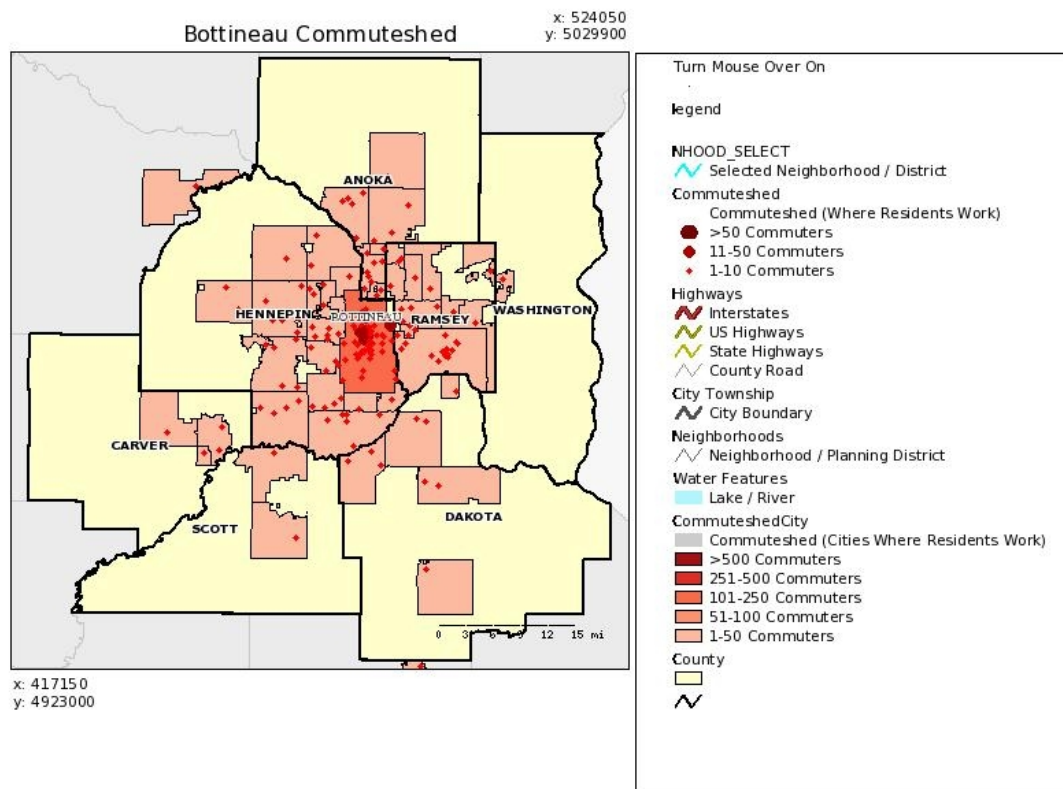 Bottineau Commuteshed
x: 524050
y: 5029900
ANOKA
HENNEPIN
BOTTINEAU
RAMSEY
WASHINGTON
CARVER
SCOTT
DAKOTA
0 3 6 9 12 15 mi
x: 417150
y: 4923000
Turn Mouse Over On
legend
NHOOD_SELECT
Selected Neighborhood / District
Commuteshed
Commuteshed (Where Residents Work)
>50 Commuters
11-50 Commuters
1-10 Commuters
Highways
Interstates
US Highways
State Highways
County Road
City Township
City Boundary
Neighborhoods
Neighborhood / Planning District
Water Features
Lake / River
CommuteshedCity
Commuteshed (Cities Where Residents Work)
>500 Commuters
251-500 Commuters
101-250 Commuters
51-100 Commuters
1-50 Commuters
County